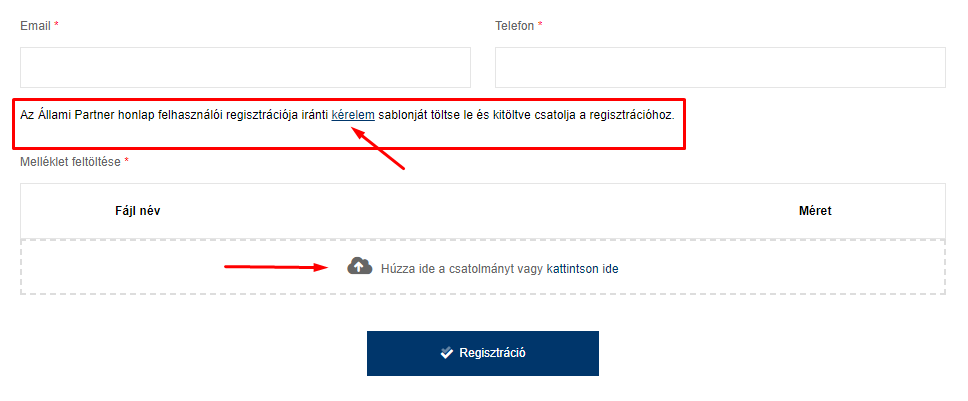 Email * Telefon *
Az Állami Partner honlap felhasználói regisztrációja iránti kérelem sablonját töltse le és kitöltve csatolja a regisztrációhoz.
Melléklet feltöltése *
Fájl név Méret
Húzza ide a csatolmányt vagy kattintson ide
Regisztráció